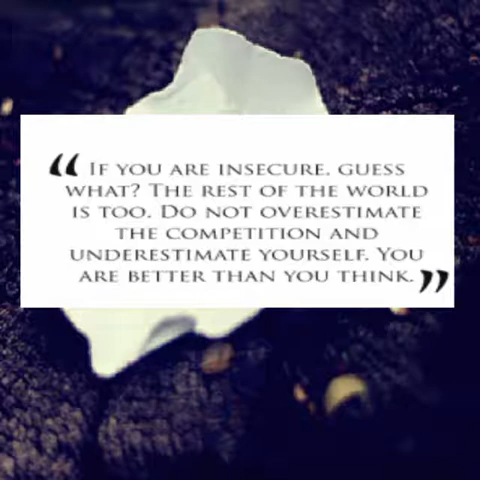 “IF YOU ARE INSECURE. GUESS
WHAT? THE REST OF THE WORLD
IS TOO. DO NOT OVERESTIMATE
THE COMPETITION AND
UNDERESTIMATE YOURSELF. YOU
ARE BETTER THAN YOU THINK.”